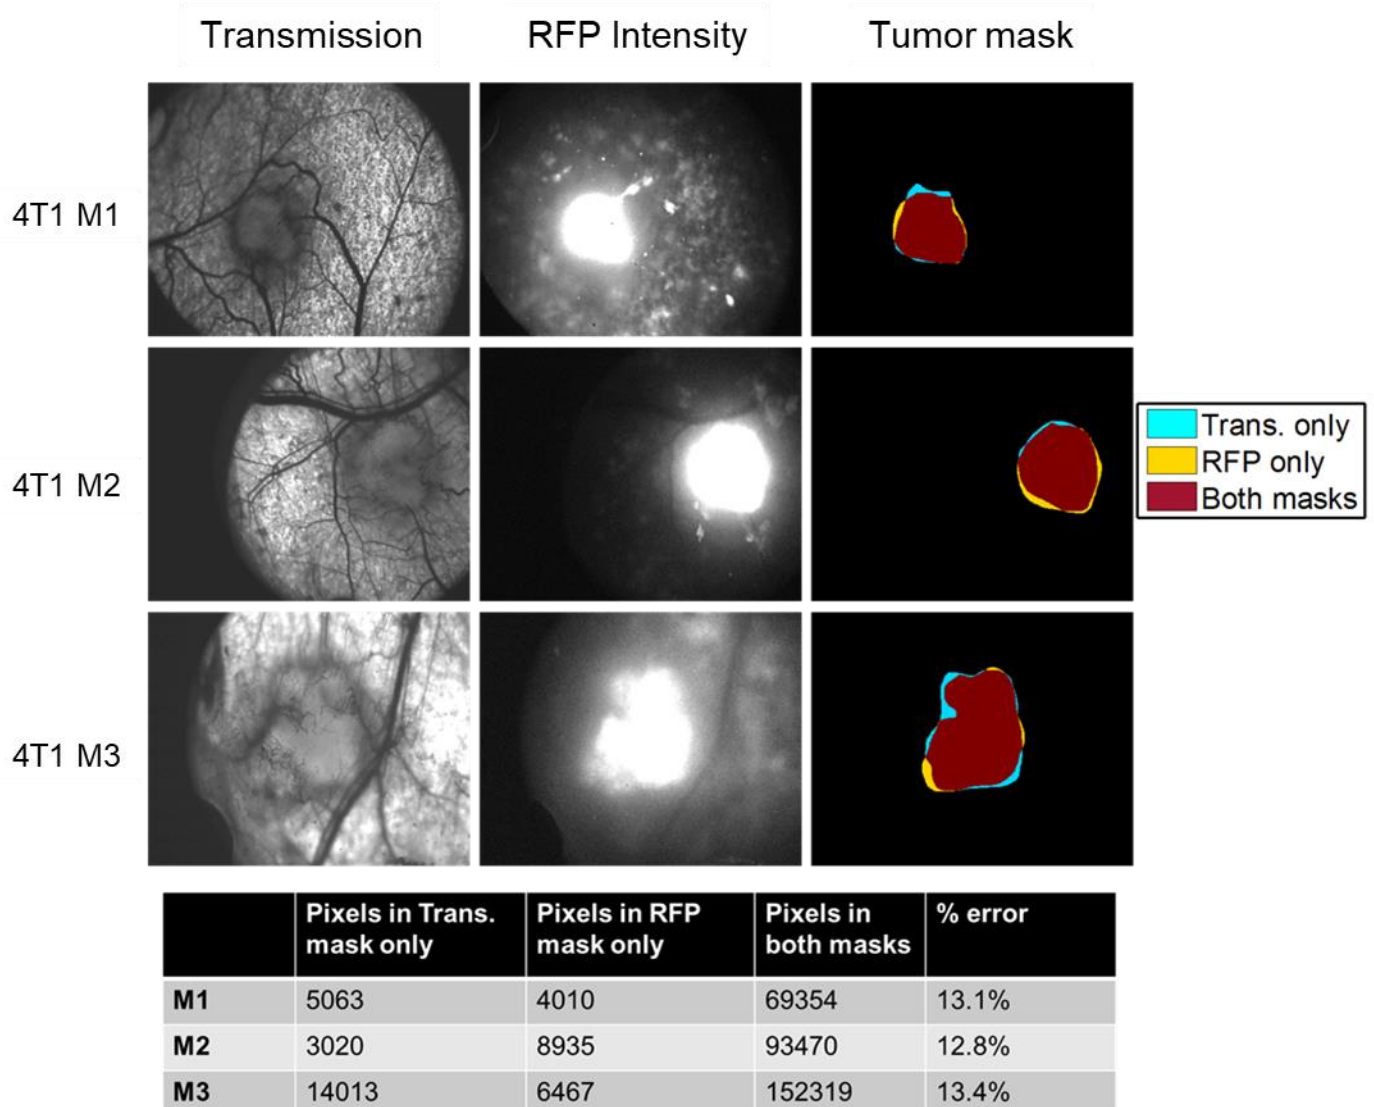 Transmission RFP Intensity Tumor mask
4T1 M1
4T1 M2
Trans. only
RFP only
Both masks
4T1 M3
Pixels in Trans. mask only Pixels in RFP mask only Pixels in both masks % error
M1 5063 4010 69354 13.1%
M2 3020 8935 93470 12.8%
M3 14013 6467 152319 13.4%